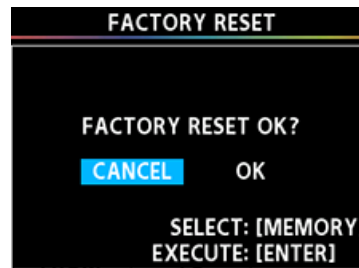 FACTORY RESET
FACTORY RESET OK?
CANCEL OK
SELECT: [MEMORY
EXECUTE: [ENTER]